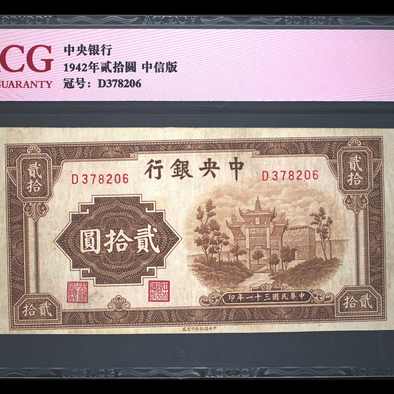 ACG
GUARANTY
中央银行
1942年贰拾圆 中信版
冠号：D378206
行銀央中
D378206
D378206
貳拾
貳拾
圓拾貳
印年一十三國民華中
拾貳
拾貳